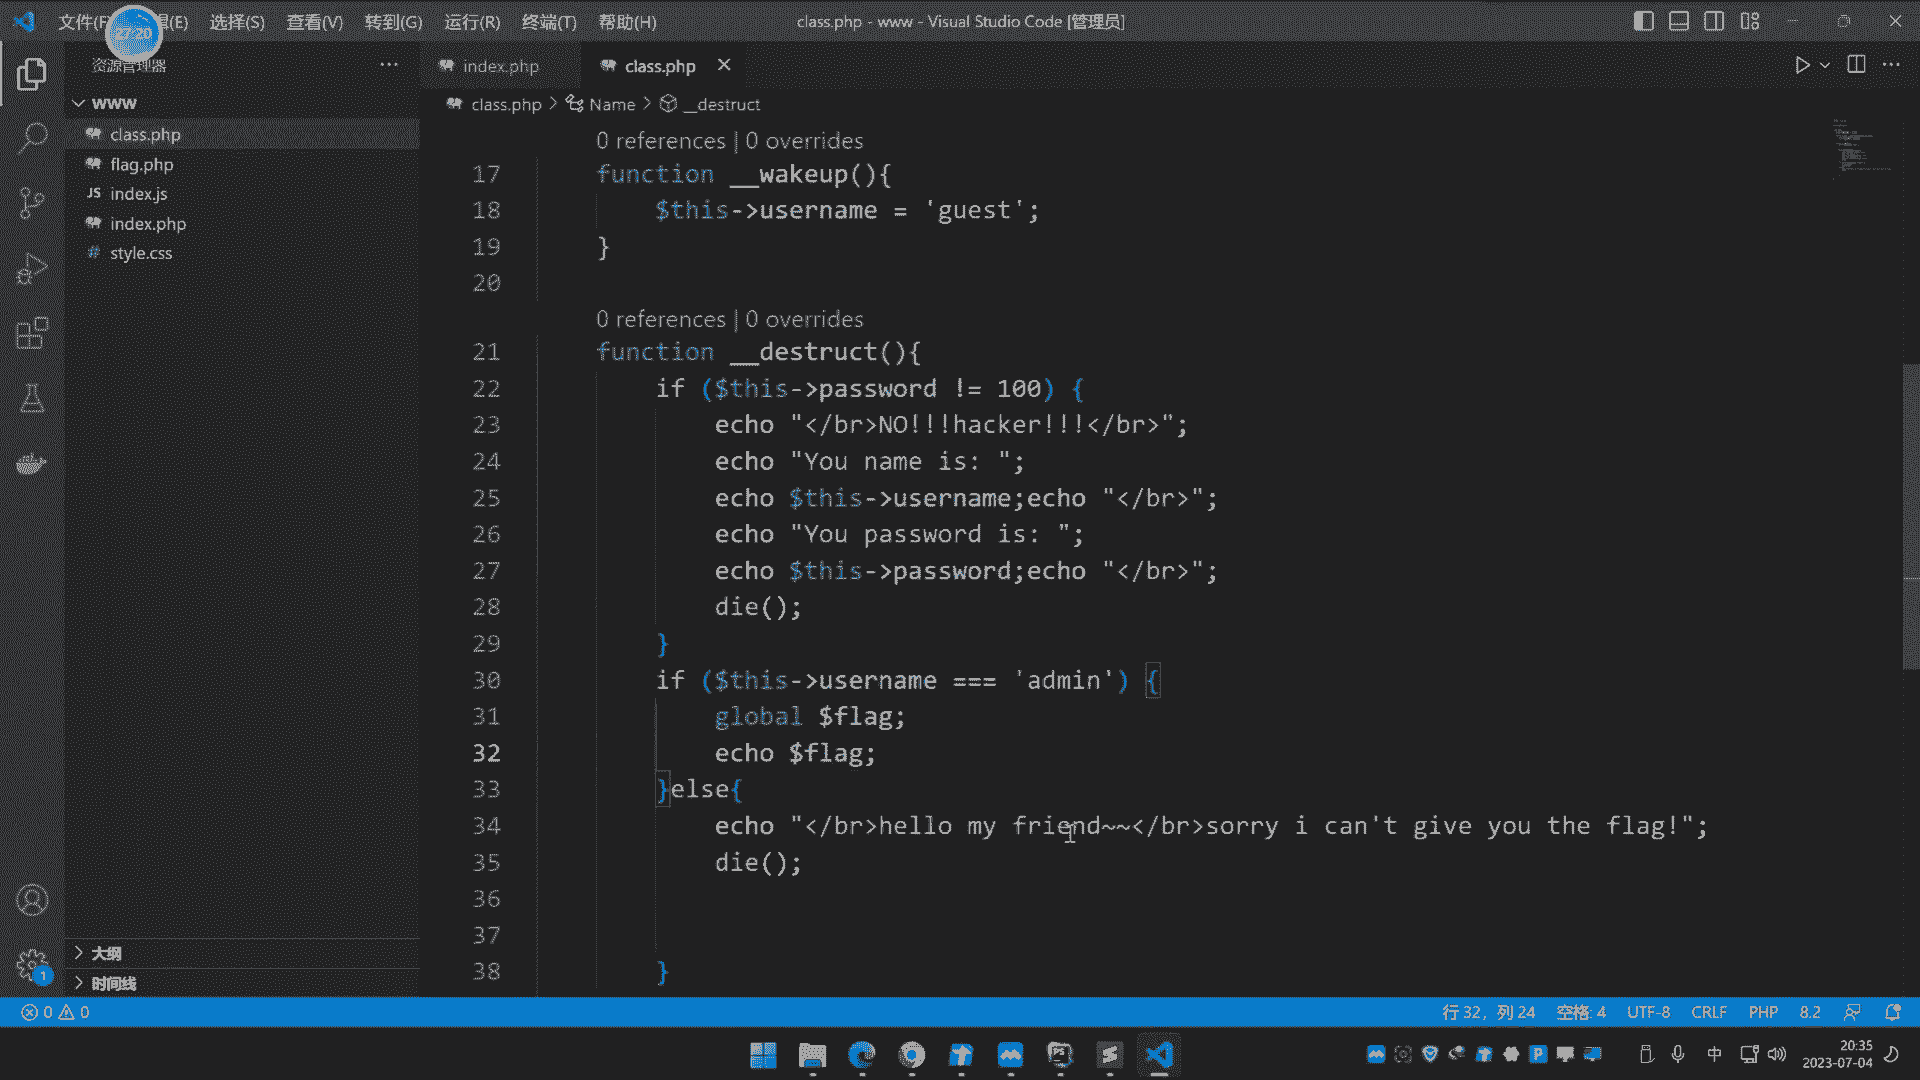 文件(F) 选择(S) 查看(V) 转到(G) 运行(R) 终端(T) 帮助(H)
class.php - www - Visual Studio Code [管理员]
27:20
资源管理器
WWW
class.php
flag.php
JS index.js
index.php
# style.css
大纲
时间线
index.php
class.php
class.php > Name > __destruct
0 references | 0 overrides
17 function __wakeup(){
18 $this->username = 'guest';
19 }
20
0 references | 0 overrides
21 function __destruct(){
22 if ($this->password != 100) {
23 echo "</br>NO!!!hacker!!!</br>";
24 echo "You name is: ";
25 echo $this->username;echo "</br>";
26 echo "You password is: ";
27 echo $this->password;echo "</br>";
28 die();
29 }
30 if ($this->username === 'admin') {
31 global $flag;
32 echo $flag;
33 }else{
34 echo "</br>hello my friend~~</br>sorry i can't give you the flag!";
35 die();
36
37
38 }
1
0 0
行 32，列 24 空格: 4 UTF-8 CRLF PHP 8.2
中
20:35
2023-07-04